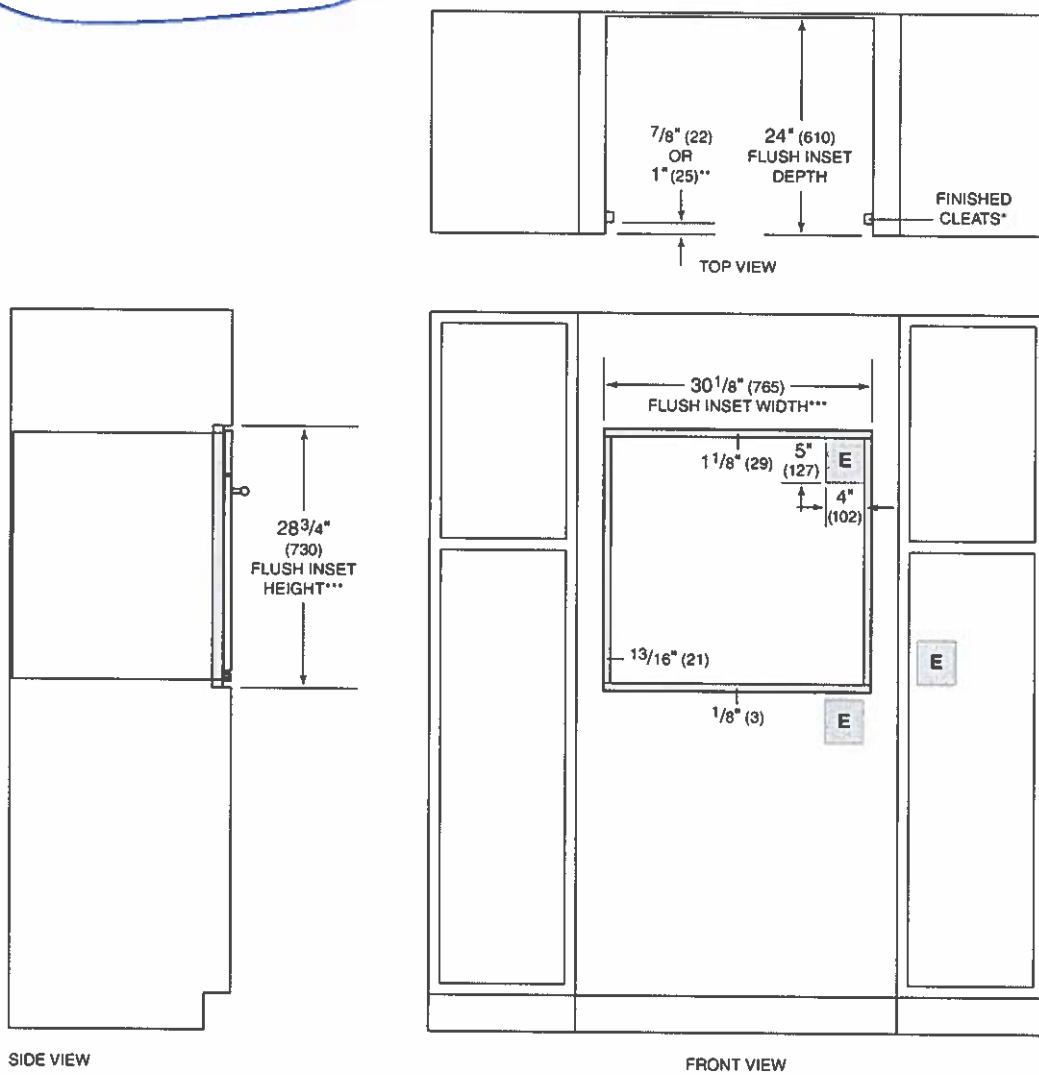 7/8" (22)
OR
1" (25)**
24" (610)
FLUSH INSET
DEPTH
FINISHED
CLEATS*
TOP VIEW
30 1/8" (765)
FLUSH INSET WIDTH***
1 1/8" (29)
5"
(127)
E
4"
(102)
28 3/4"
(730)
FLUSH INSET
HEIGHT***
13/16" (21)
E
1/8" (3)
E
SIDE VIEW
FRONT VIEW